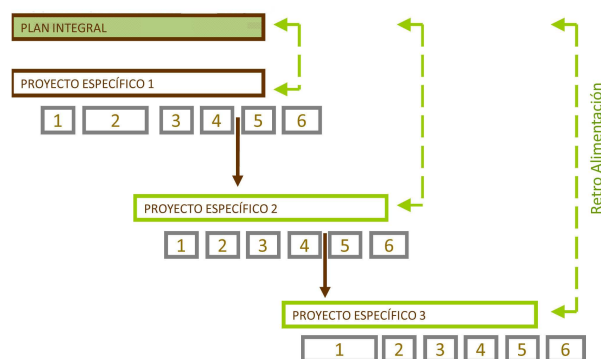 PLAN INTEGRAL
PROYECTO ESPECÍFICO 1
1 2 3 4 5 6
PROYECTO ESPECÍFICO 2
1 2 3 4 5 6
PROYECTO ESPECÍFICO 3
1 2 3 4 5 6
Retro Alimentación